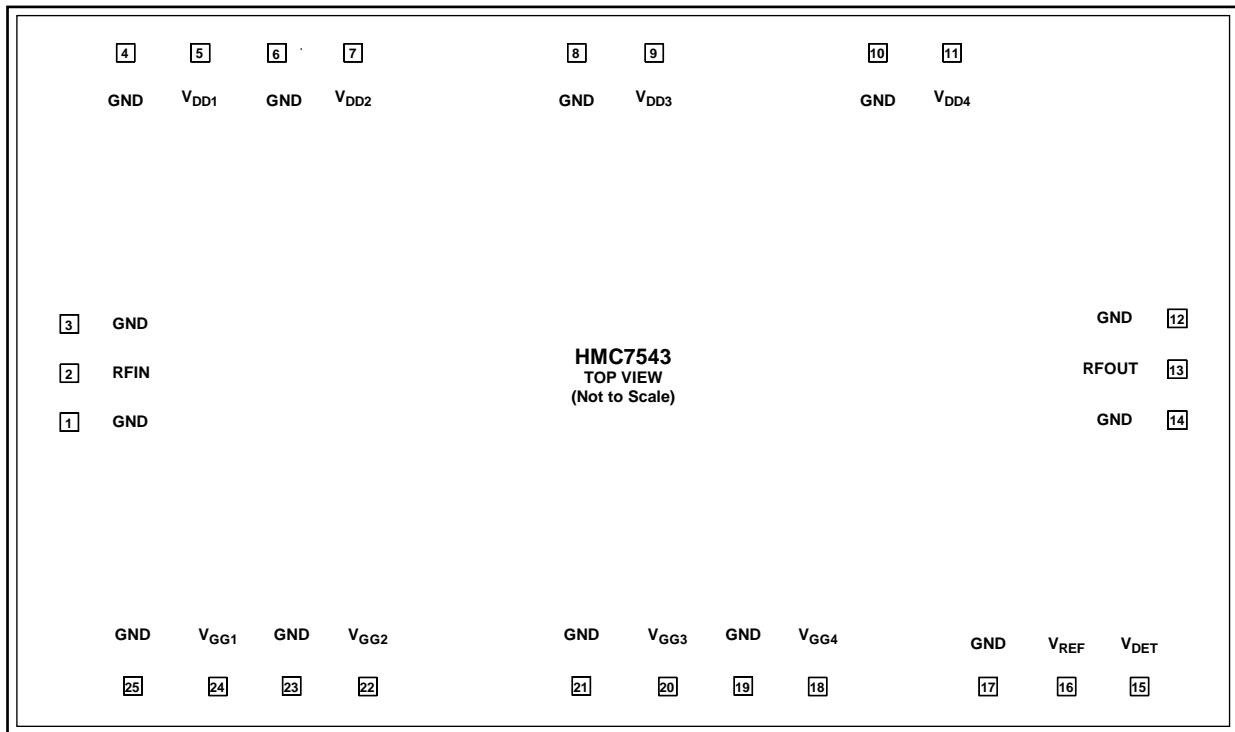 4 5 6 7 8 9 10 11
GND VDD1 GND VDD2 GND VDD3 GND VDD4
3 GND GND 12
2 RFIN RFOUT 13
1 GND GND 14
HMC7543
TOP VIEW
(Not to Scale)
GND VGG1 GND VGG2 GND VGG3 GND VGG4 GND VREF VDET
25 24 23 22 21 20 19 18 17 16 15